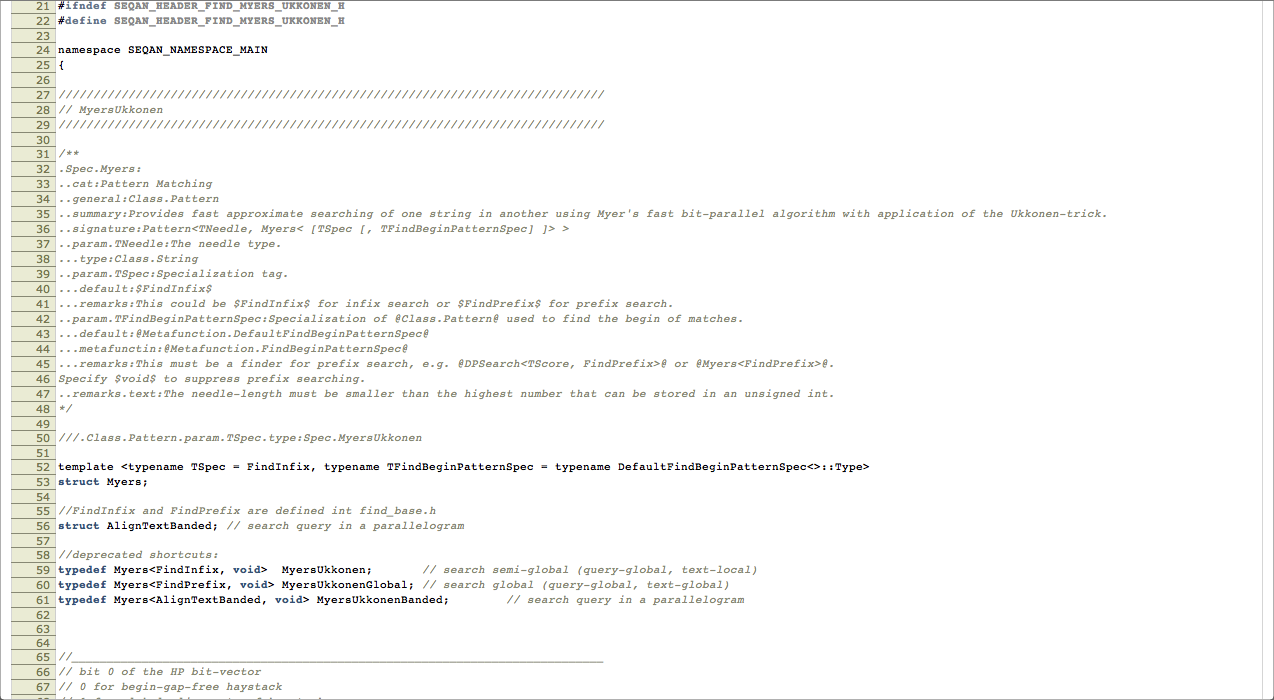 21 #ifndef SEQAN_HEADER_FIND_MYERS_UKKONEN_H
22 #define SEQAN_HEADER_FIND_MYERS_UKKONEN_H
23
24 namespace SEQAN_NAMESPACE_MAIN
25 {
26
27 //////////////////////////////////////////////////////////////////////////////
28 // MyersUkkonen
29 //////////////////////////////////////////////////////////////////////////////
30
31 /**
32 .Spec.Myers:
33 ..cat:Pattern Matching
34 ..general:Class.Pattern
35 ..summary:Provides fast approximate searching of one string in another using Myer's fast bit-parallel algorithm with application of the Ukkonen-trick.
36 ..signature:Pattern<TNeedle, Myers< [TSpec [, TFindBeginPatternSpec] ]> >
37 ..param.TNeedle:The needle type.
38 ...type:Class.String
39 ..param.TSpec:Specialization tag.
40 ...default:$FindInfix$
41 ...remarks:This could be $FindInfix$ for infix search or $FindPrefix$ for prefix search.
42 ..param.TFindBeginPatternSpec:Specialization of @Class.Pattern@ used to find the begin of matches.
43 ...default:@Metafunction.DefaultFindBeginPatternSpec@
44 ...metafunctin:@Metafunction.FindBeginPatternSpec@
45 ...remarks:This must be a finder for prefix search, e.g. @DPSearch<TScore, FindPrefix>@ or @Myers<FindPrefix>@.
46 Specify $void$ to suppress prefix searching.
47 ..remarks.text:The needle-length must be smaller than the highest number that can be stored in an unsigned int.
48 */
49
50 ///.Class.Pattern.param.TSpec.type:Spec.MyersUkkonen
51
52 template <typename TSpec = FindInfix, typename TFindBeginPatternSpec = typename DefaultFindBeginPatternSpec<>::Type>
53 struct Myers;
54
55 //FindInfix and FindPrefix are defined int find_base.h
56 struct AlignTextBanded; // search query in a parallelogram
57
58 //deprecated shortcuts:
59 typedef Myers<FindInfix, void>  MyersUkkonen;       // search semi-global (query-global, text-local)
60 typedef Myers<FindPrefix, void> MyersUkkonenGlobal; // search global (query-global, text-global)
61 typedef Myers<AlignTextBanded, void> MyersUkkonenBanded;        // search query in a parallelogram
62
63
64
65 //____________________________________________________________________________
66 // bit 0 of the HP bit-vector
67 // 0 for begin-gap-free haystack